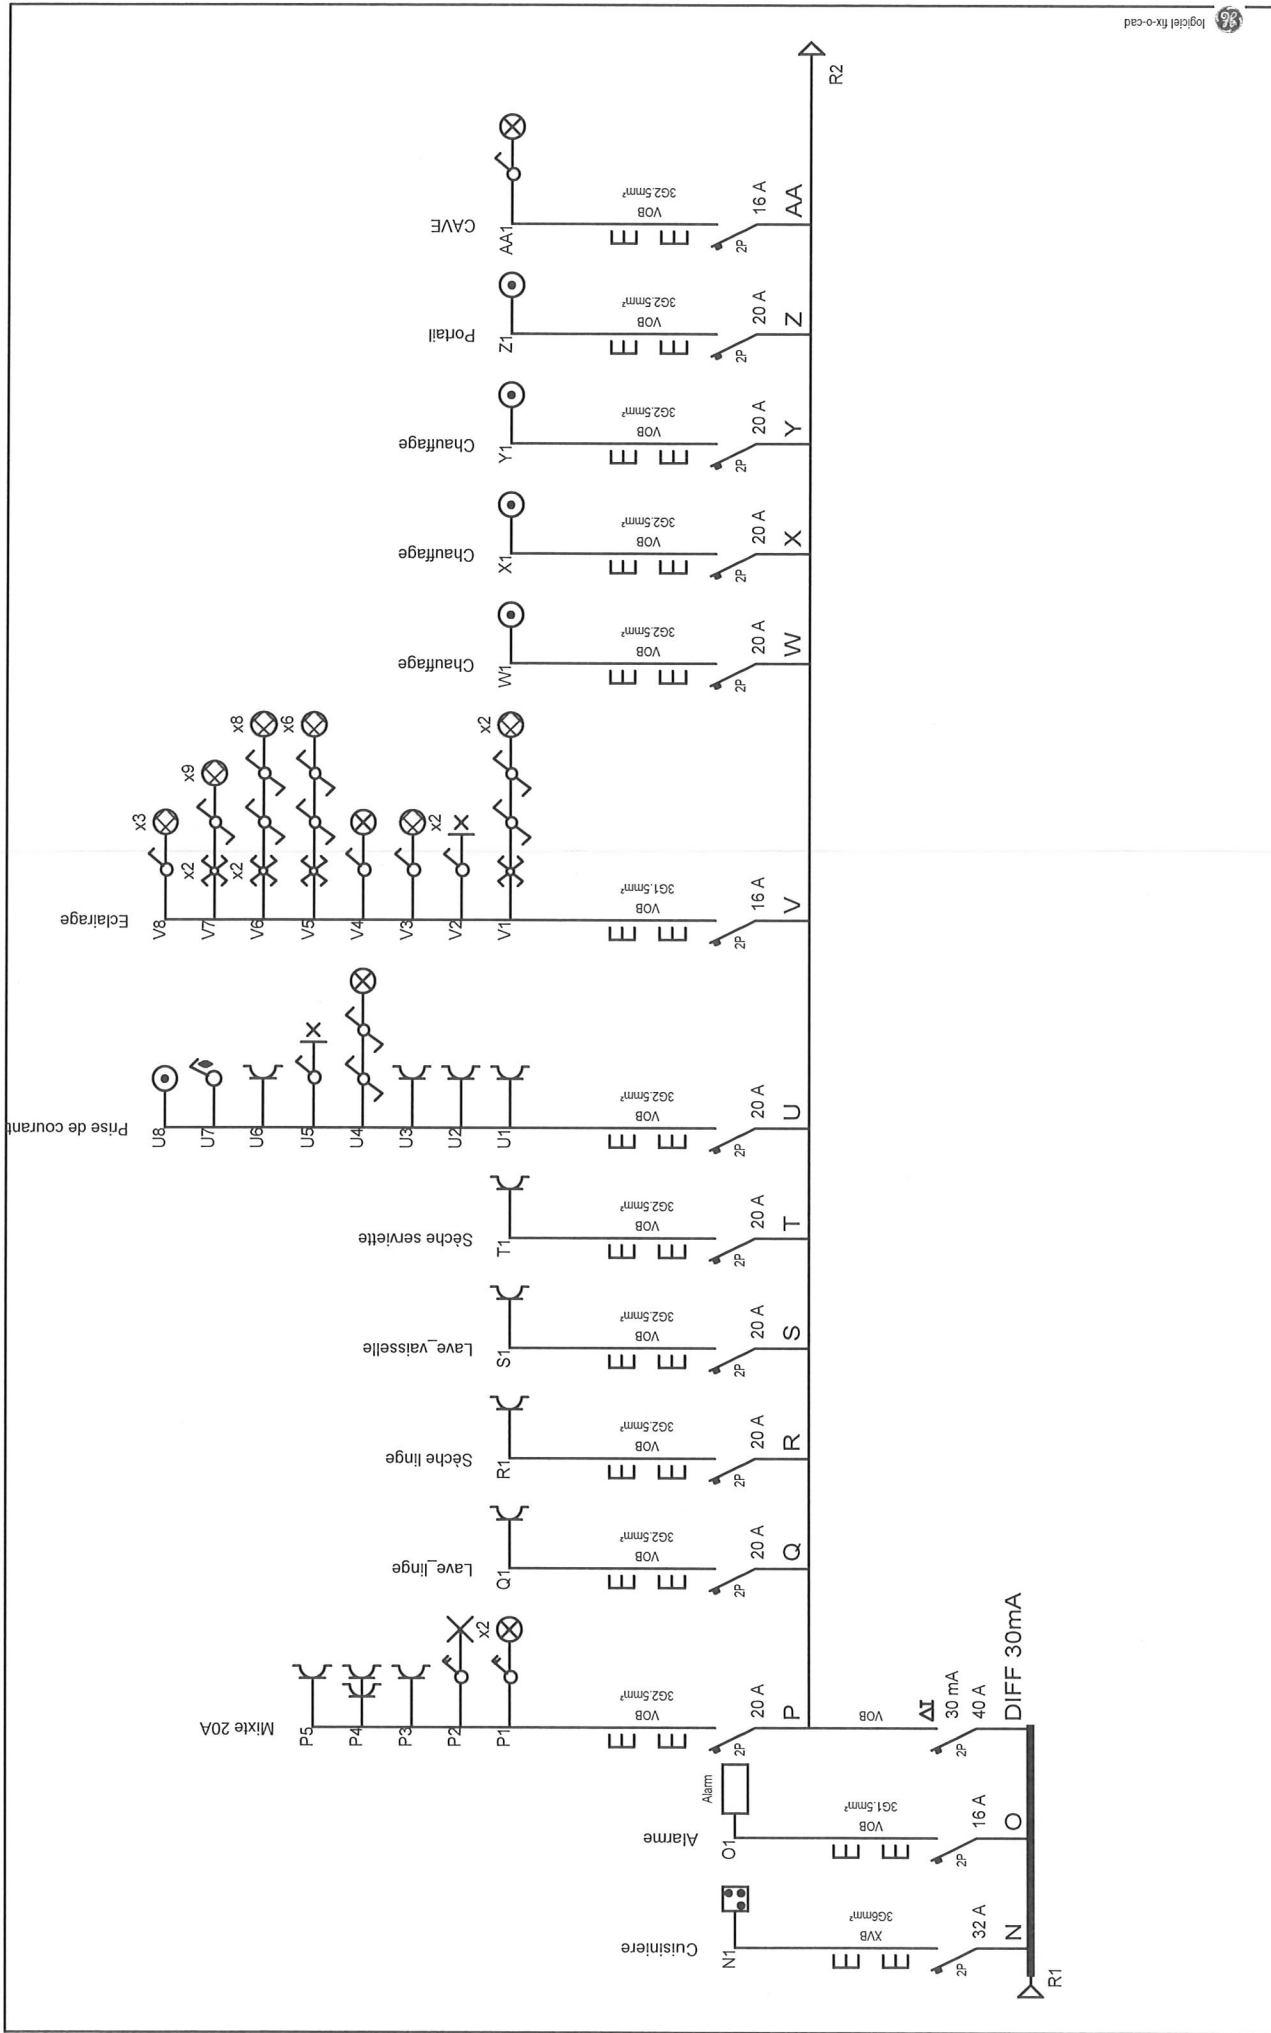 logiciel fix-o-cad
R2
CAVE
AA1
3G2.5mm²
VOB
2P
16 A
AA
Portail
Z1
3G2.5mm²
VOB
2P
20 A
Z
Chauffage
Y1
3G2.5mm²
VOB
2P
20 A
Y
Chauffage
X1
3G2.5mm²
VOB
2P
20 A
X
Chauffage
W1
3G2.5mm²
VOB
2P
20 A
W
Eclairage
V8
x3
V7
x2
x9
V6
x2
x8
V5
x6
V4
V3
x2
V2
V1
x2
3G1.5mm²
VOB
2P
16 A
V
Prise de courant
U8
U7
U6
U5
U4
U3
U2
U1
3G2.5mm²
VOB
2P
20 A
U
Sèche serviette
T1
3G2.5mm²
VOB
2P
20 A
T
Lave_vaisselle
S1
3G2.5mm²
VOB
2P
20 A
S
Sèche linge
R1
3G2.5mm²
VOB
2P
20 A
R
Lave_linge
Q1
3G2.5mm²
VOB
2P
20 A
Q
Mixte 20A
P5
P4
P3
P2
P1
x2
3G2.5mm²
VOB
2P
20 A
P
VOB
ΔI
30 mA
40 A
2P
DIFF 30mA
Alarme
O1
Alarm
3G1.5mm²
VOB
2P
16 A
O
Cuisiniere
N1
3G6mm²
XVB
2P
32 A
N
R1